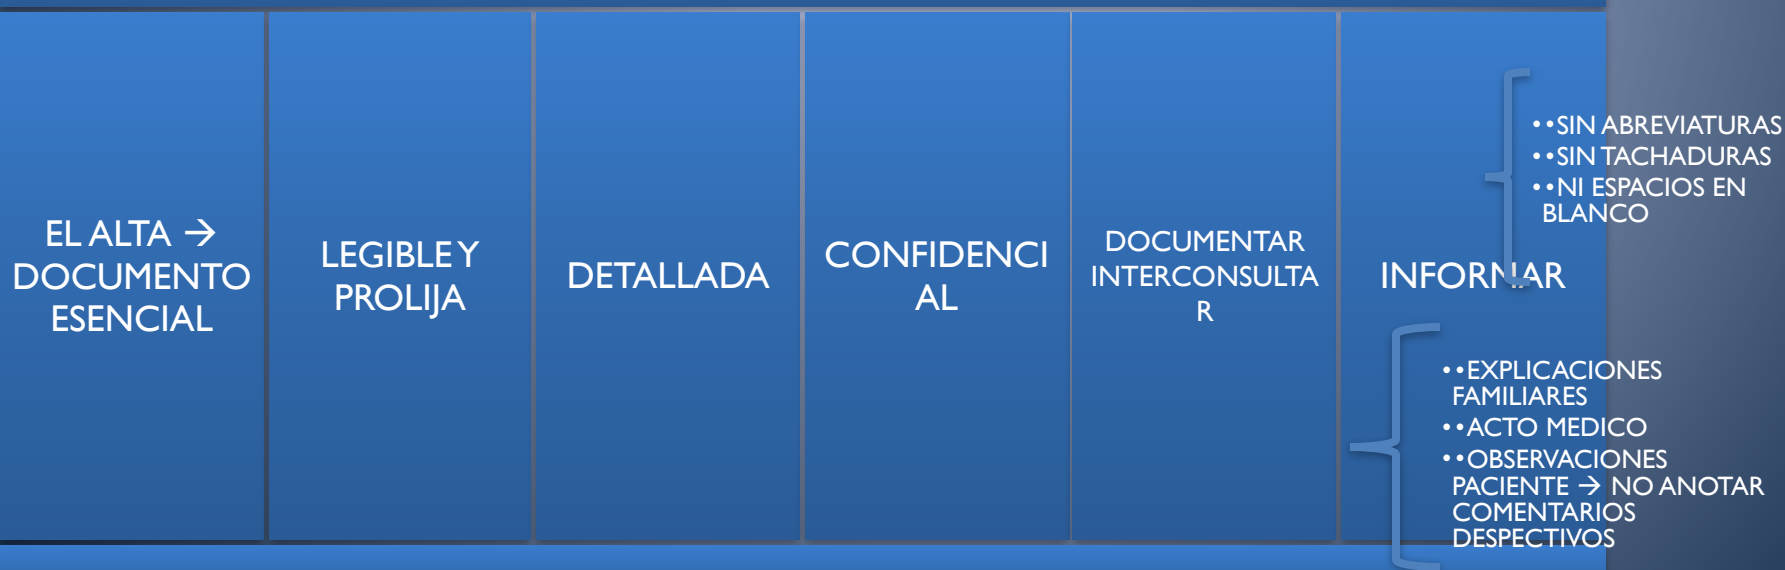 EL ALTA →
DOCUMENTO
ESENCIAL
LEGIBLE Y
PROLIJA
DETALLADA
CONFIDENCI
AL
DOCUMENTAR
INTERCONSULTA
R
INFORMAR
••SIN ABREVIATURAS
••SIN TACHADURAS
••NI ESPACIOS EN
BLANCO
••EXPLICACIONES
FAMILIARES
••ACTO MEDICO
••OBSERVACIONES
PACIENTE → NO ANOTAR
COMENTARIOS
DESPECTIVOS